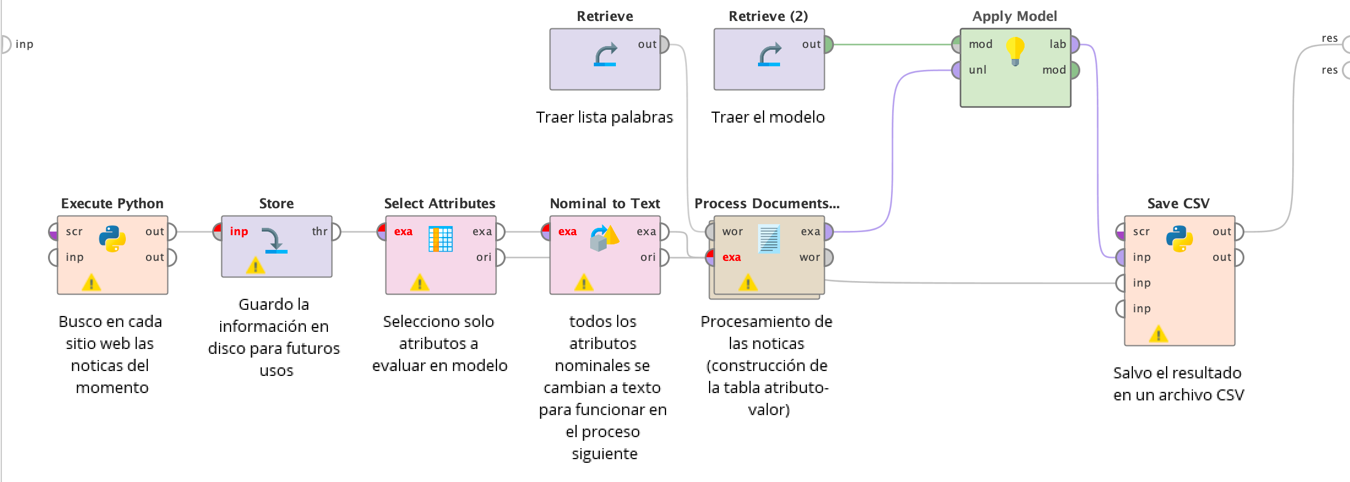 Retrieve
out
Traer lista palabras
Retrieve (2)
out
Traer el modelo
Apply Model
mod
lab
unl
mod
inp
res
res
Execute Python
scr
out
inp
out
Busco en cada
sitio web las
noticas del
momento
Store
inp
thr
Guardo la
información en
disco para futuros
usos
Select Attributes
exa
exa
ori
Selecciono solo
atributos a
evaluar en modelo
Nominal to Text
exa
exa
ori
todos los
atributos
nominales se
cambian a texto
para funcionar en
el proceso
siguiente
Process Documents...
wor
exa
exa
wor
Procesamiento de
las noticas
(construcción de
la tabla atributo-
valor)
Save CSV
scr
out
inp
out
inp
inp
Salvo el resultado
en un archivo CSV